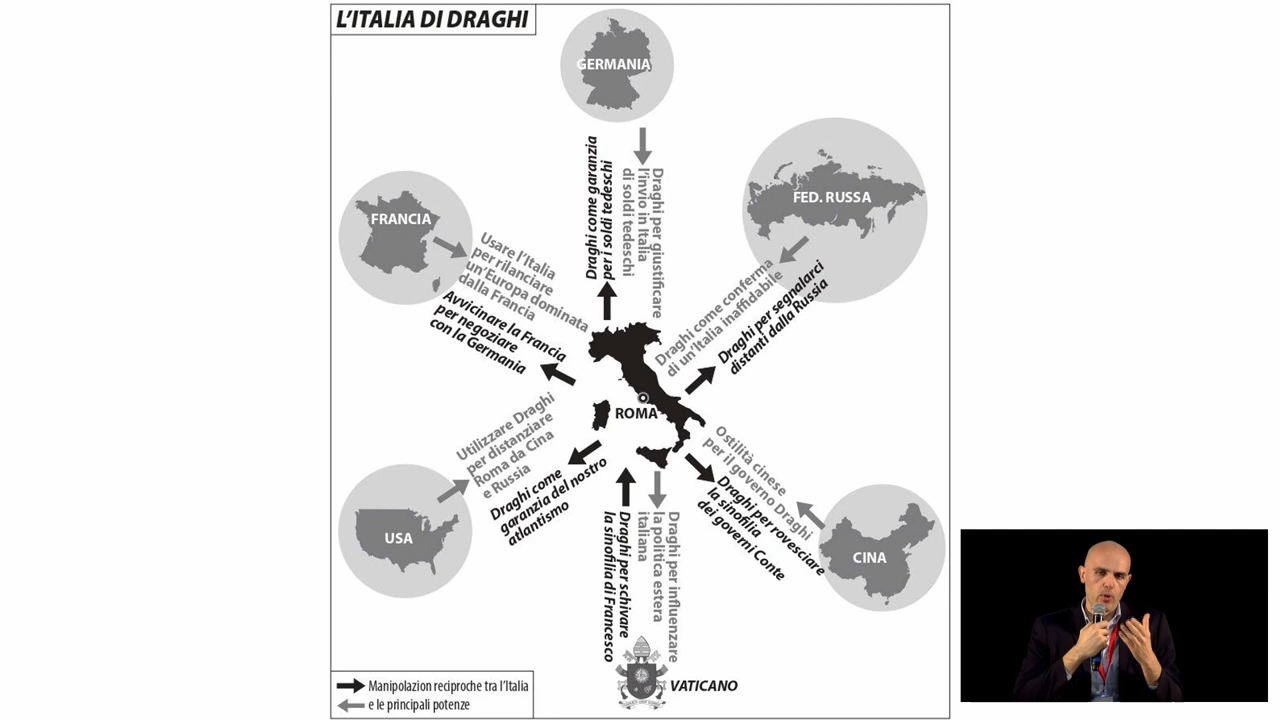 L'ITALIA DI DRAGHI
GERMANIA
Draghi come garanzia
per i soldi tedeschi
Draghi per giustificare
l'invio in Italia
di soldi tedeschi
FED. RUSSA
Draghi come conferma
di un'Italia inaffidabile
Draghi per segnalarci
distanti dalla Russia
FRANCIA
Usare l'Italia
per rilanciare
un'Europa dominata
dalla Francia
Avvicinare la Francia
per negoziare
con la Germania
ROMA
Utilizzare Draghi
per distanziare
Roma da Cina
e Russia
Draghi come
garanzia del nostro
atlantismo
USA
Ostilità cinese
per il governo Draghi
Draghi per rovesciare
la sinofilia
dei governi Conte
CINA
Draghi per schivare
la sinofilia di Francesco
Draghi per influenzare
la politica estera
italiana
VATICANO
Manipolazion reciproche tra l'Italia
e le principali potenze